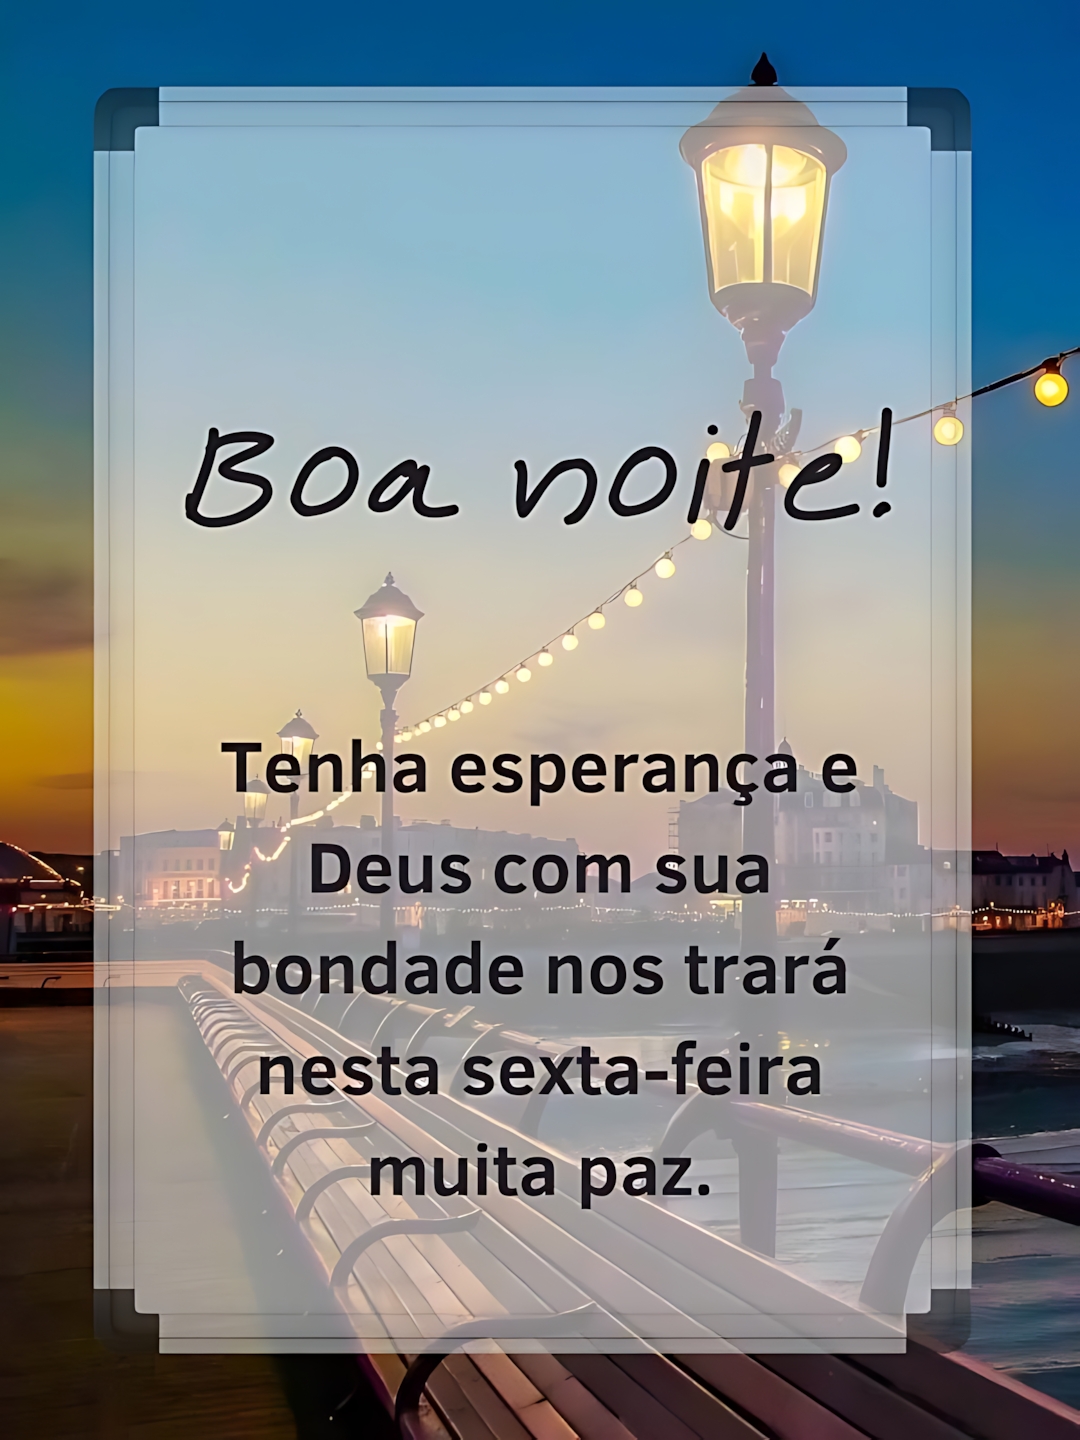 Boa noite!
Tenha esperança e
Deus com sua
bondade nos trará
nesta sexta-feira
muita paz.